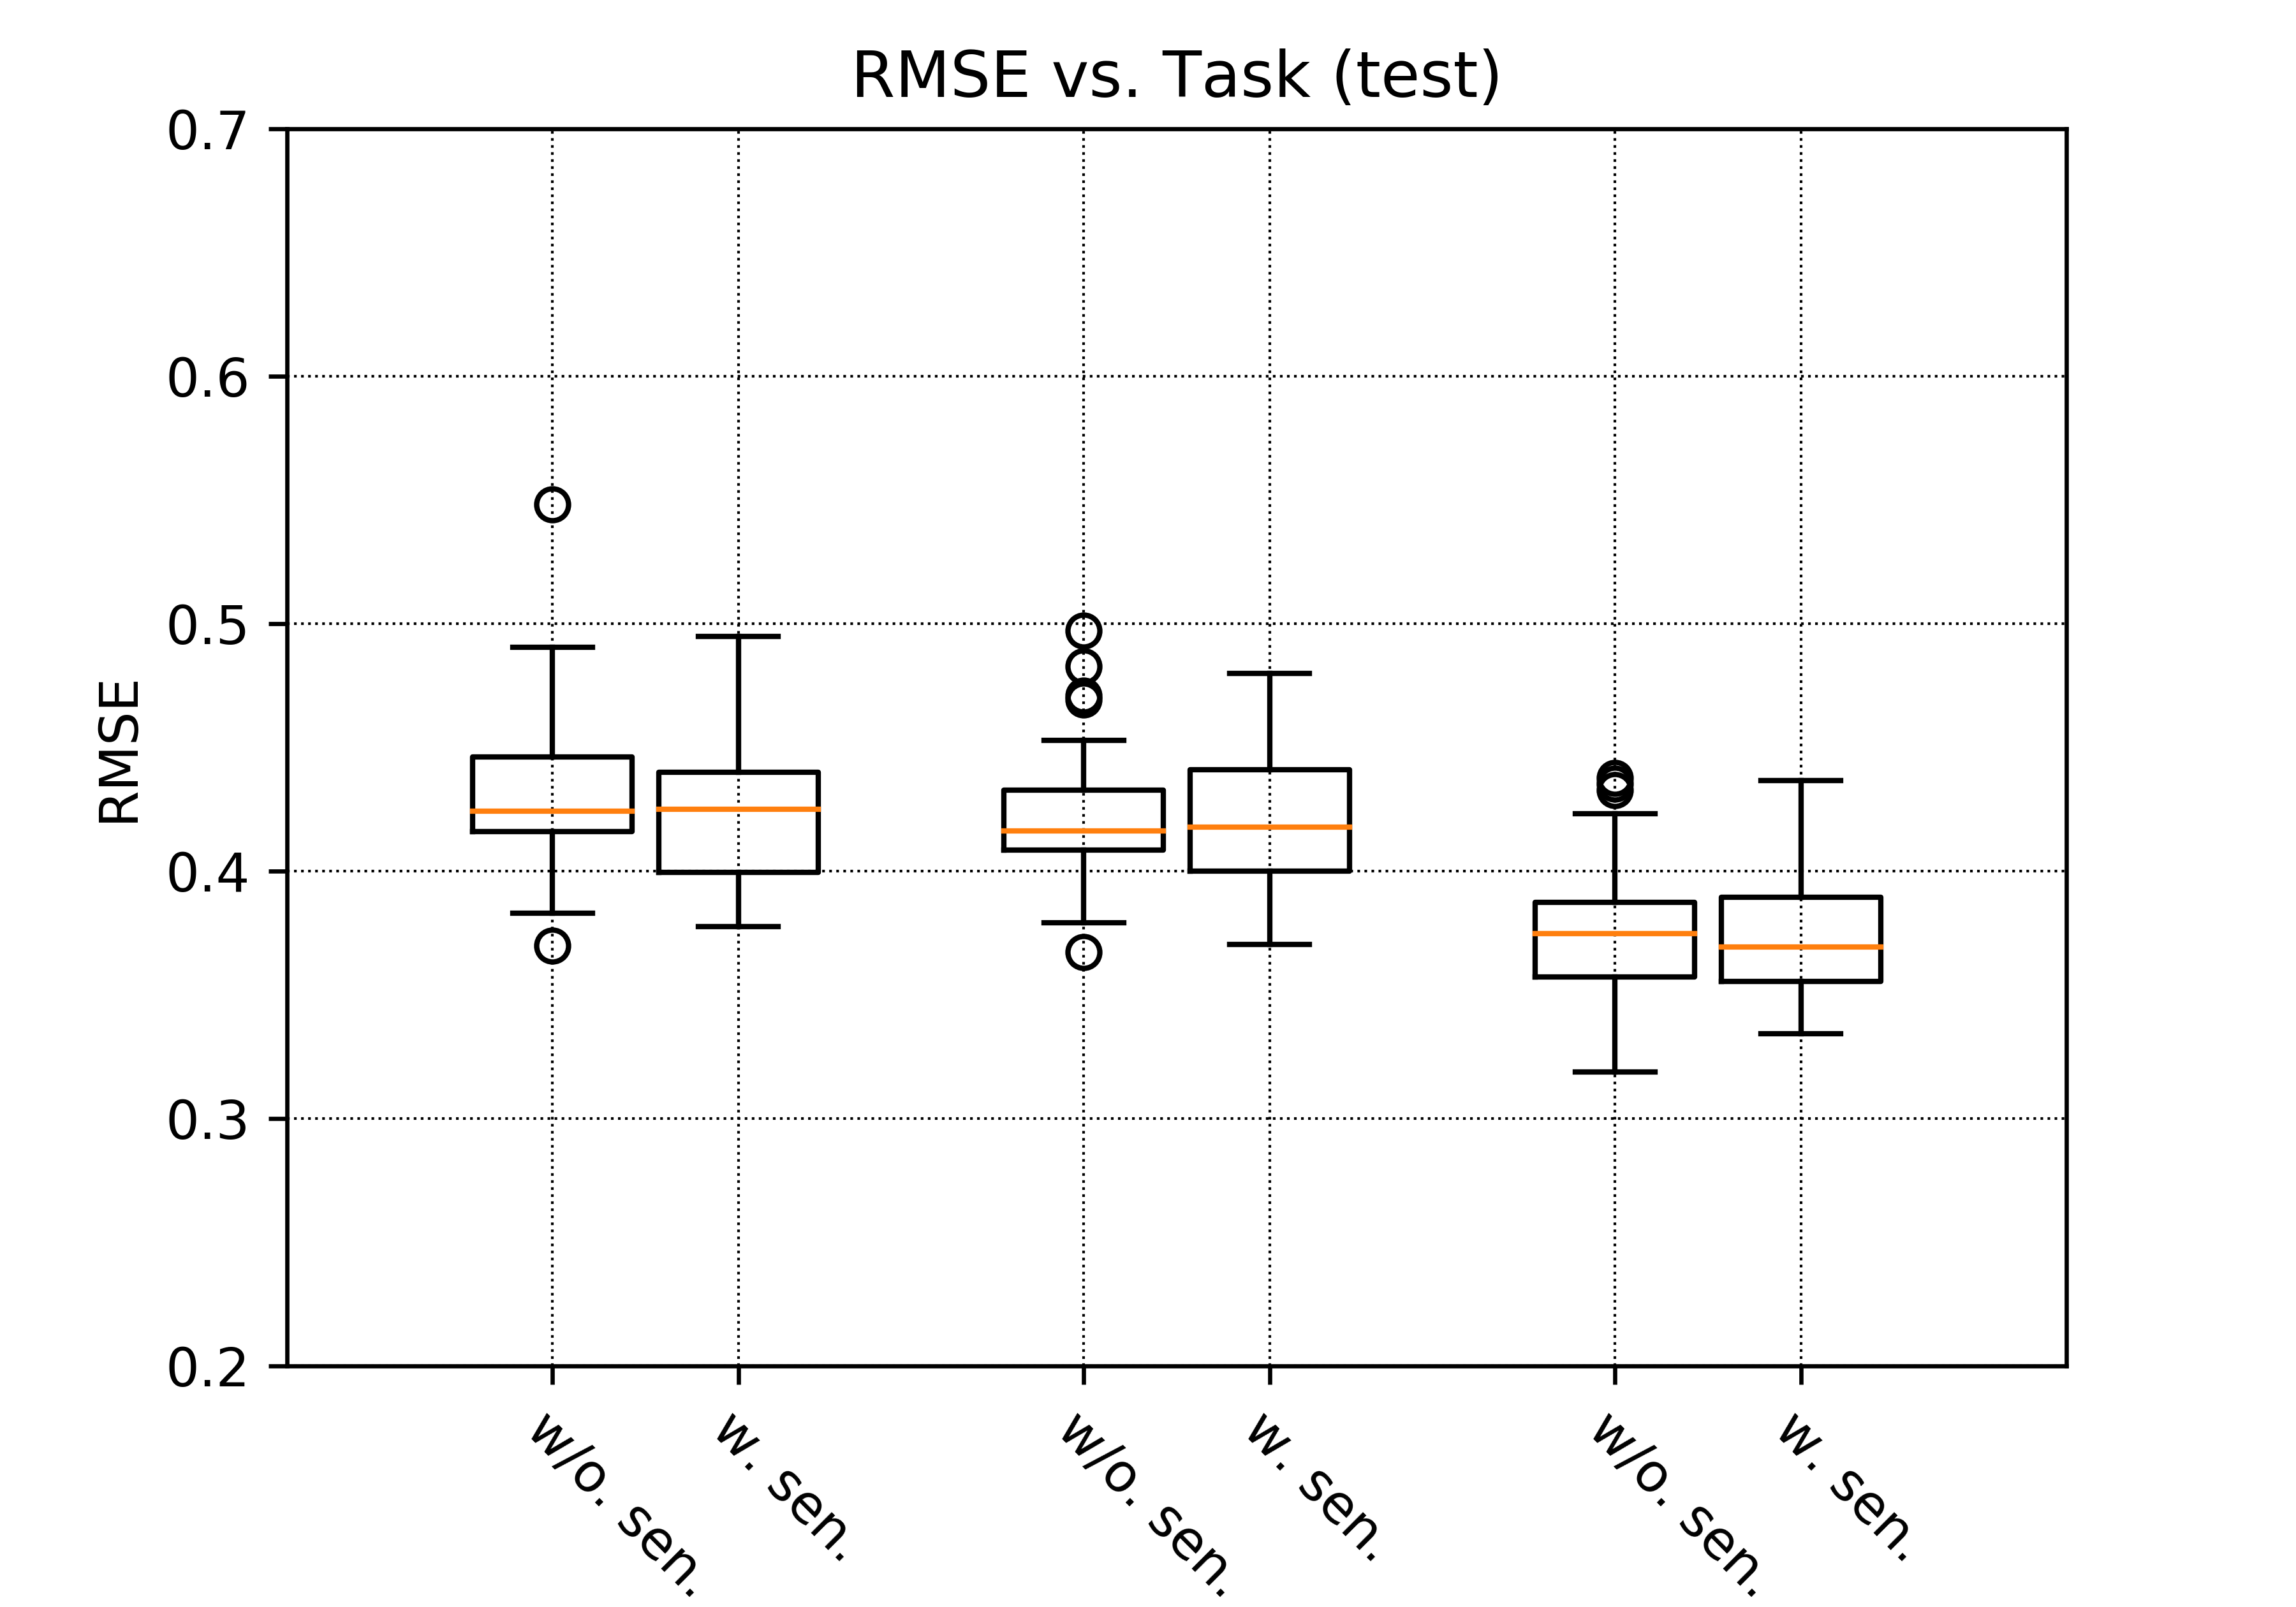 RMSE vs. Task (test)
0.7
0.6
0.5
0.4
0.3
0.2
RMSE
w/o. sen.
w. sen.
w/o. sen.
w. sen.
w/o. sen.
w. sen.